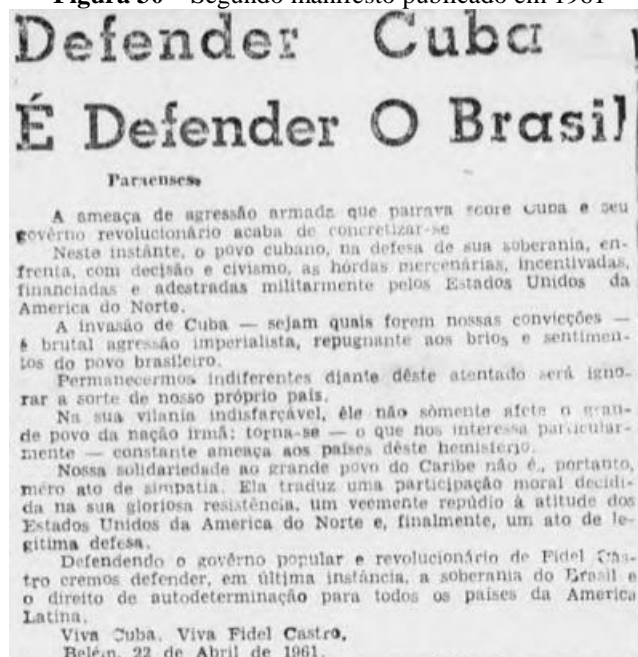 Figura 30 – Segundo manifesto publicado em 1961
Defender Cuba
É Defender O Brasil
Paraenses,
A ameaça de agressão armada que pairava sobre Cuba e seu
govêrno revolucionário acaba de concretizar-se
Neste instânte, o povo cubano, na defesa de sua soberania, en-
frenta, com decisão e civismo, as hordas mercenárias, incentivadas,
financiadas e adestradas militarmente pelos Estados Unidos da
America do Norte.
A invasão de Cuba — sejam quais forem nossas convicções —
é brutal agressão imperialista, repugnante aos brios e sentimen-
tos do povo brasileiro.
Permanecermos indiferentes diante dêste atentado será igno-
rar a sorte de nosso próprio país.
Na sua vilania indisfarçável, êle não sòmente afeta o gran-
de povo da nação irmã: torna-se — o que nos interessa particular-
mente — constante ameaça aos países dêste hemisfério.
Nossa solidariedade ao grande povo do Caribe não é, portanto,
méro ato de simpatia. Ela traduz uma participação moral decidi-
da na sua gloriosa resistência, um veemente repúdio à atitude dos
Estados Unidos da America do Norte e, finalmente, um ato de le-
gítima defesa.
Defendendo o govêrno popular e revolucionário de Fidel Cas-
tro cremos defender, em última instância, a soberania do Brasil e
o direito de autodeterminação para todos os países da America
Latina.
Viva Cuba. Viva Fidel Castro,
Belém, 22 de Abril de 1961.